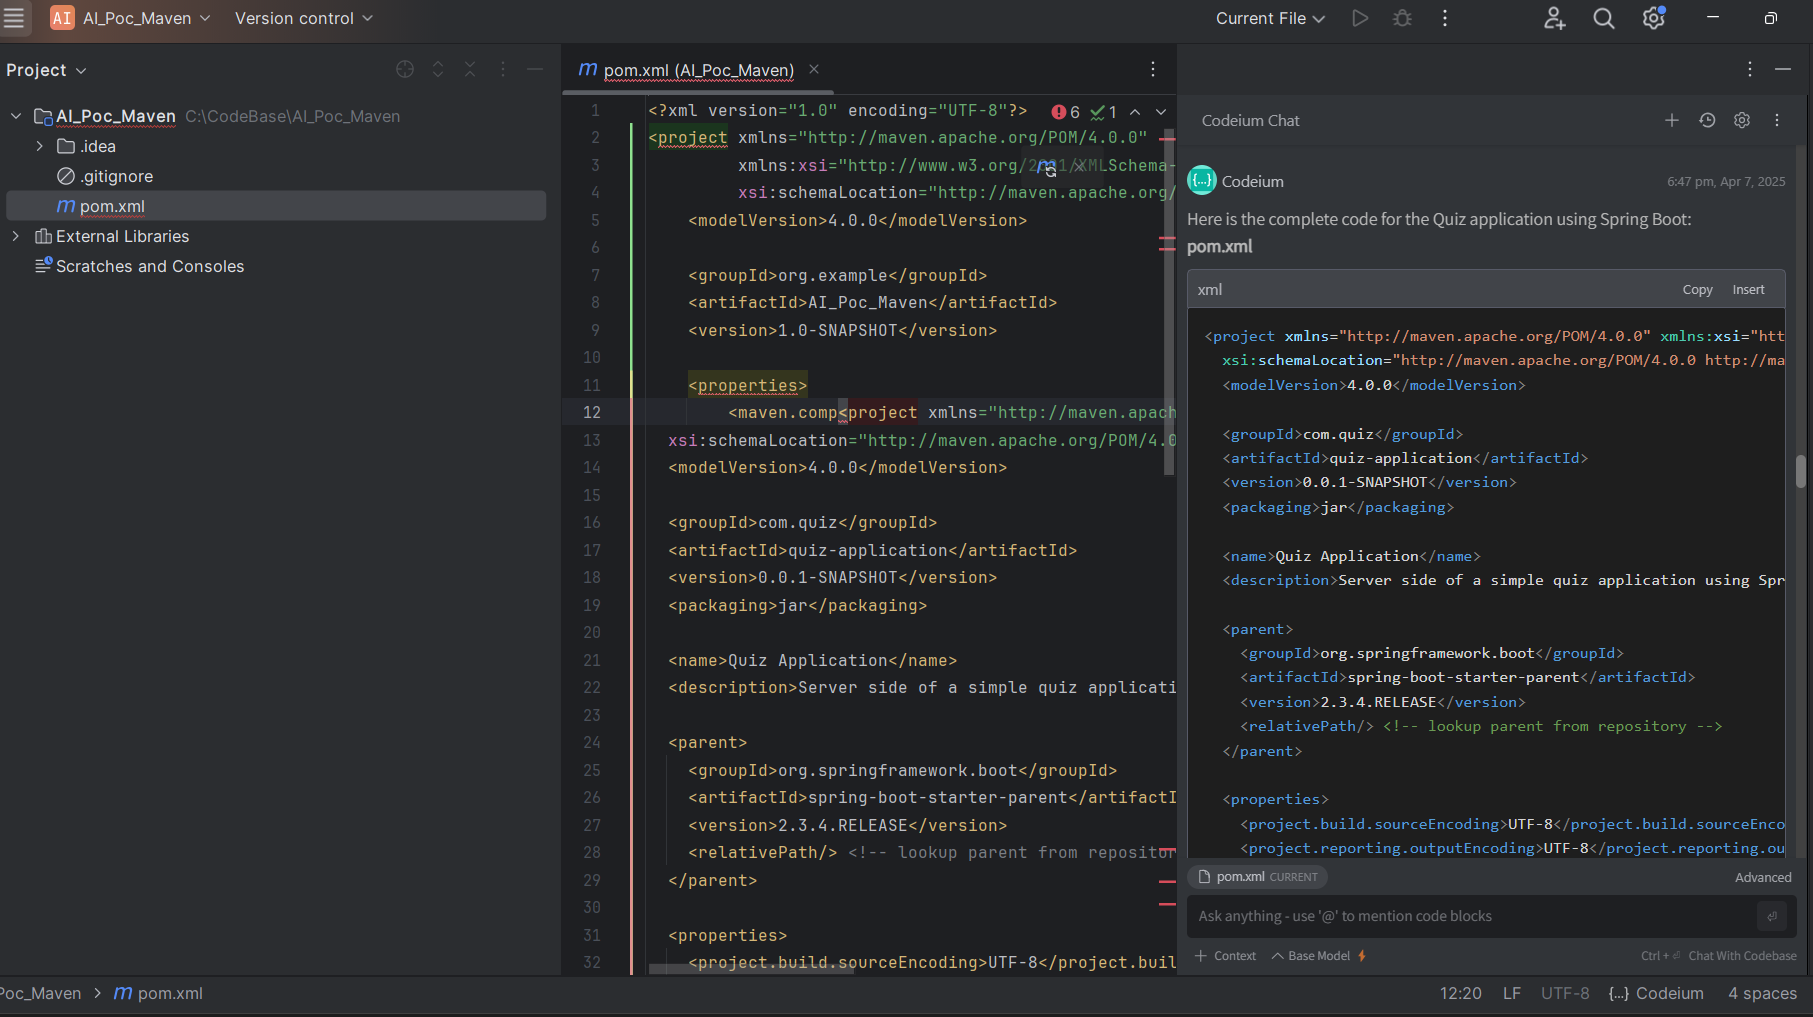 AI AI_Poc_Maven Version control Current File
Project
AI_Poc_Maven C:\CodeBase\AI_Poc_Maven
.idea
.gitignore
m pom.xml
External Libraries
Scratches and Consoles
m pom.xml (AI_Poc_Maven)
6 1
1 <?xml version="1.0" encoding="UTF-8"?>
2 <project xmlns="http://maven.apache.org/POM/4.0.0"
3 xmlns:xsi="http://www.w3.org/2001/XMLSchema-
4 xsi:schemaLocation="http://maven.apache.org/
5 <modelVersion>4.0.0</modelVersion>
6
7 <groupId>org.example</groupId>
8 <artifactId>AI_Poc_Maven</artifactId>
9 <version>1.0-SNAPSHOT</version>
10
11 <properties>
12 <maven.comp<project xmlns="http://maven.apach
13 xsi:schemaLocation="http://maven.apache.org/POM/4.0
14 <modelVersion>4.0.0</modelVersion>
15
16 <groupId>com.quiz</groupId>
17 <artifactId>quiz-application</artifactId>
18 <version>0.0.1-SNAPSHOT</version>
19 <packaging>jar</packaging>
20
21 <name>Quiz Application</name>
22 <description>Server side of a simple quiz applicati
23
24 <parent>
25 <groupId>org.springframework.boot</groupId>
26 <artifactId>spring-boot-starter-parent</artifactI
27 <version>2.3.4.RELEASE</version>
28 <relativePath/> <!-- lookup parent from repositor
29 </parent>
30
31 <properties>
32 <project.build.sourceEncoding>UTF-8</project.buil
Codeium Chat
{...} Codeium 6:47 pm, Apr 7, 2025
Here is the complete code for the Quiz application using Spring Boot:
pom.xml
xml Copy Insert
<project xmlns="http://maven.apache.org/POM/4.0.0" xmlns:xsi="htt
xsi:schemaLocation="http://maven.apache.org/POM/4.0.0 http://ma
<modelVersion>4.0.0</modelVersion>
<groupId>com.quiz</groupId>
<artifactId>quiz-application</artifactId>
<version>0.0.1-SNAPSHOT</version>
<packaging>jar</packaging>
<name>Quiz Application</name>
<description>Server side of a simple quiz application using Spr
<parent>
<groupId>org.springframework.boot</groupId>
<artifactId>spring-boot-starter-parent</artifactId>
<version>2.3.4.RELEASE</version>
<relativePath/> <!-- lookup parent from repository -->
</parent>
<properties>
<project.build.sourceEncoding>UTF-8</project.build.sourceEnco
<project.reporting.outputEncoding>UTF-8</project.reporting.ou
pom.xml CURRENT Advanced
Ask anything - use '@' to mention code blocks
Context Base Model Ctrl + ⏎ Chat With Codebase
Poc_Maven > m pom.xml 12:20 LF UTF-8 {...} Codeium 4 spaces